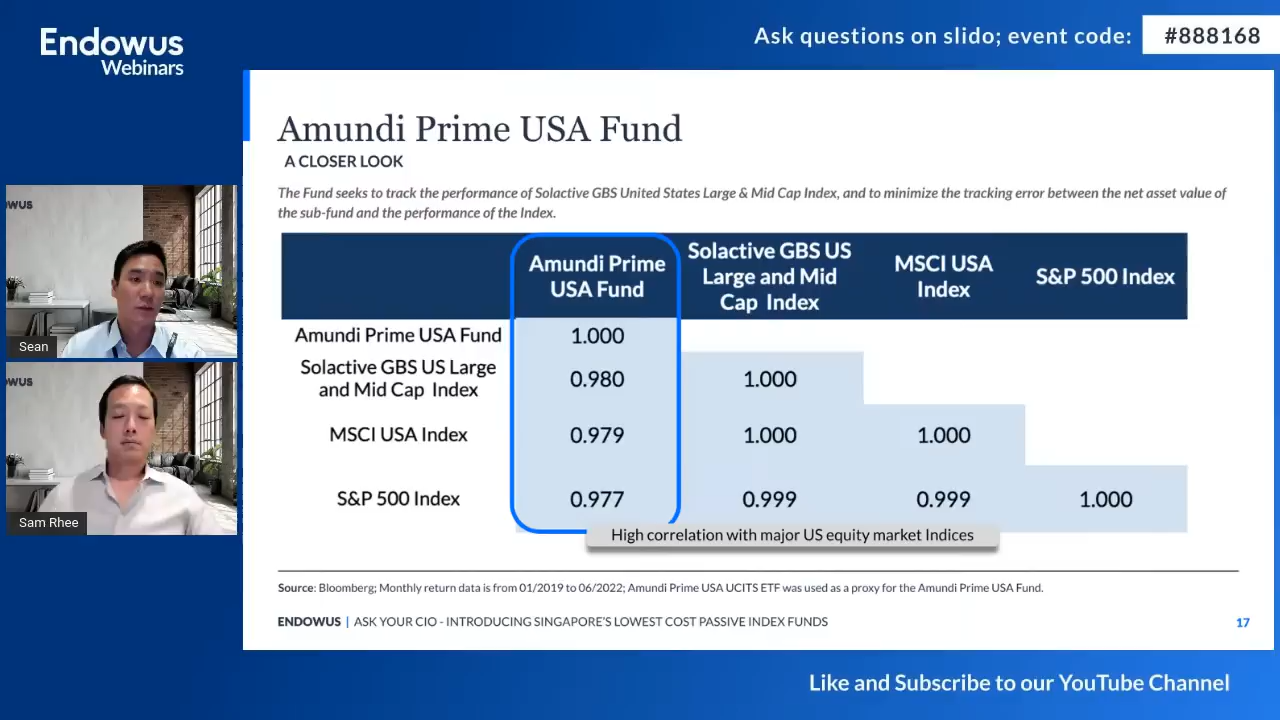 Endowus
Webinars
Ask questions on slido; event code:
#888168
Amundi Prime USA Fund
A CLOSER LOOK
The Fund seeks to track the performance of Solactive GBS United States Large & Mid Cap Index, and to minimize the tracking error between the net asset value of
the sub-fund and the performance of the Index.
Amundi Prime
USA Fund
Solactive GBS US
Large and Mid
Cap Index
MSCI USA
Index
S&P 500 Index
Amundi Prime USA Fund
1.000
Solactive GBS US Large
and Mid Cap Index
0.980
1.000
MSCI USA Index
0.979
1.000
1.000
S&P 500 Index
0.977
0.999
0.999
1.000
High correlation with major US equity market Indices
Source: Bloomberg; Monthly return data is from 01/2019 to 06/2022; Amundi Prime USA UCITS ETF was used as a proxy for the Amundi Prime USA Fund.
ENDOWUS | ASK YOUR CIO - INTRODUCING SINGAPORE'S LOWEST COST PASSIVE INDEX FUNDS
17
owus
Sean
owus
Sam Rhee
Like and Subscribe to our YouTube Channel